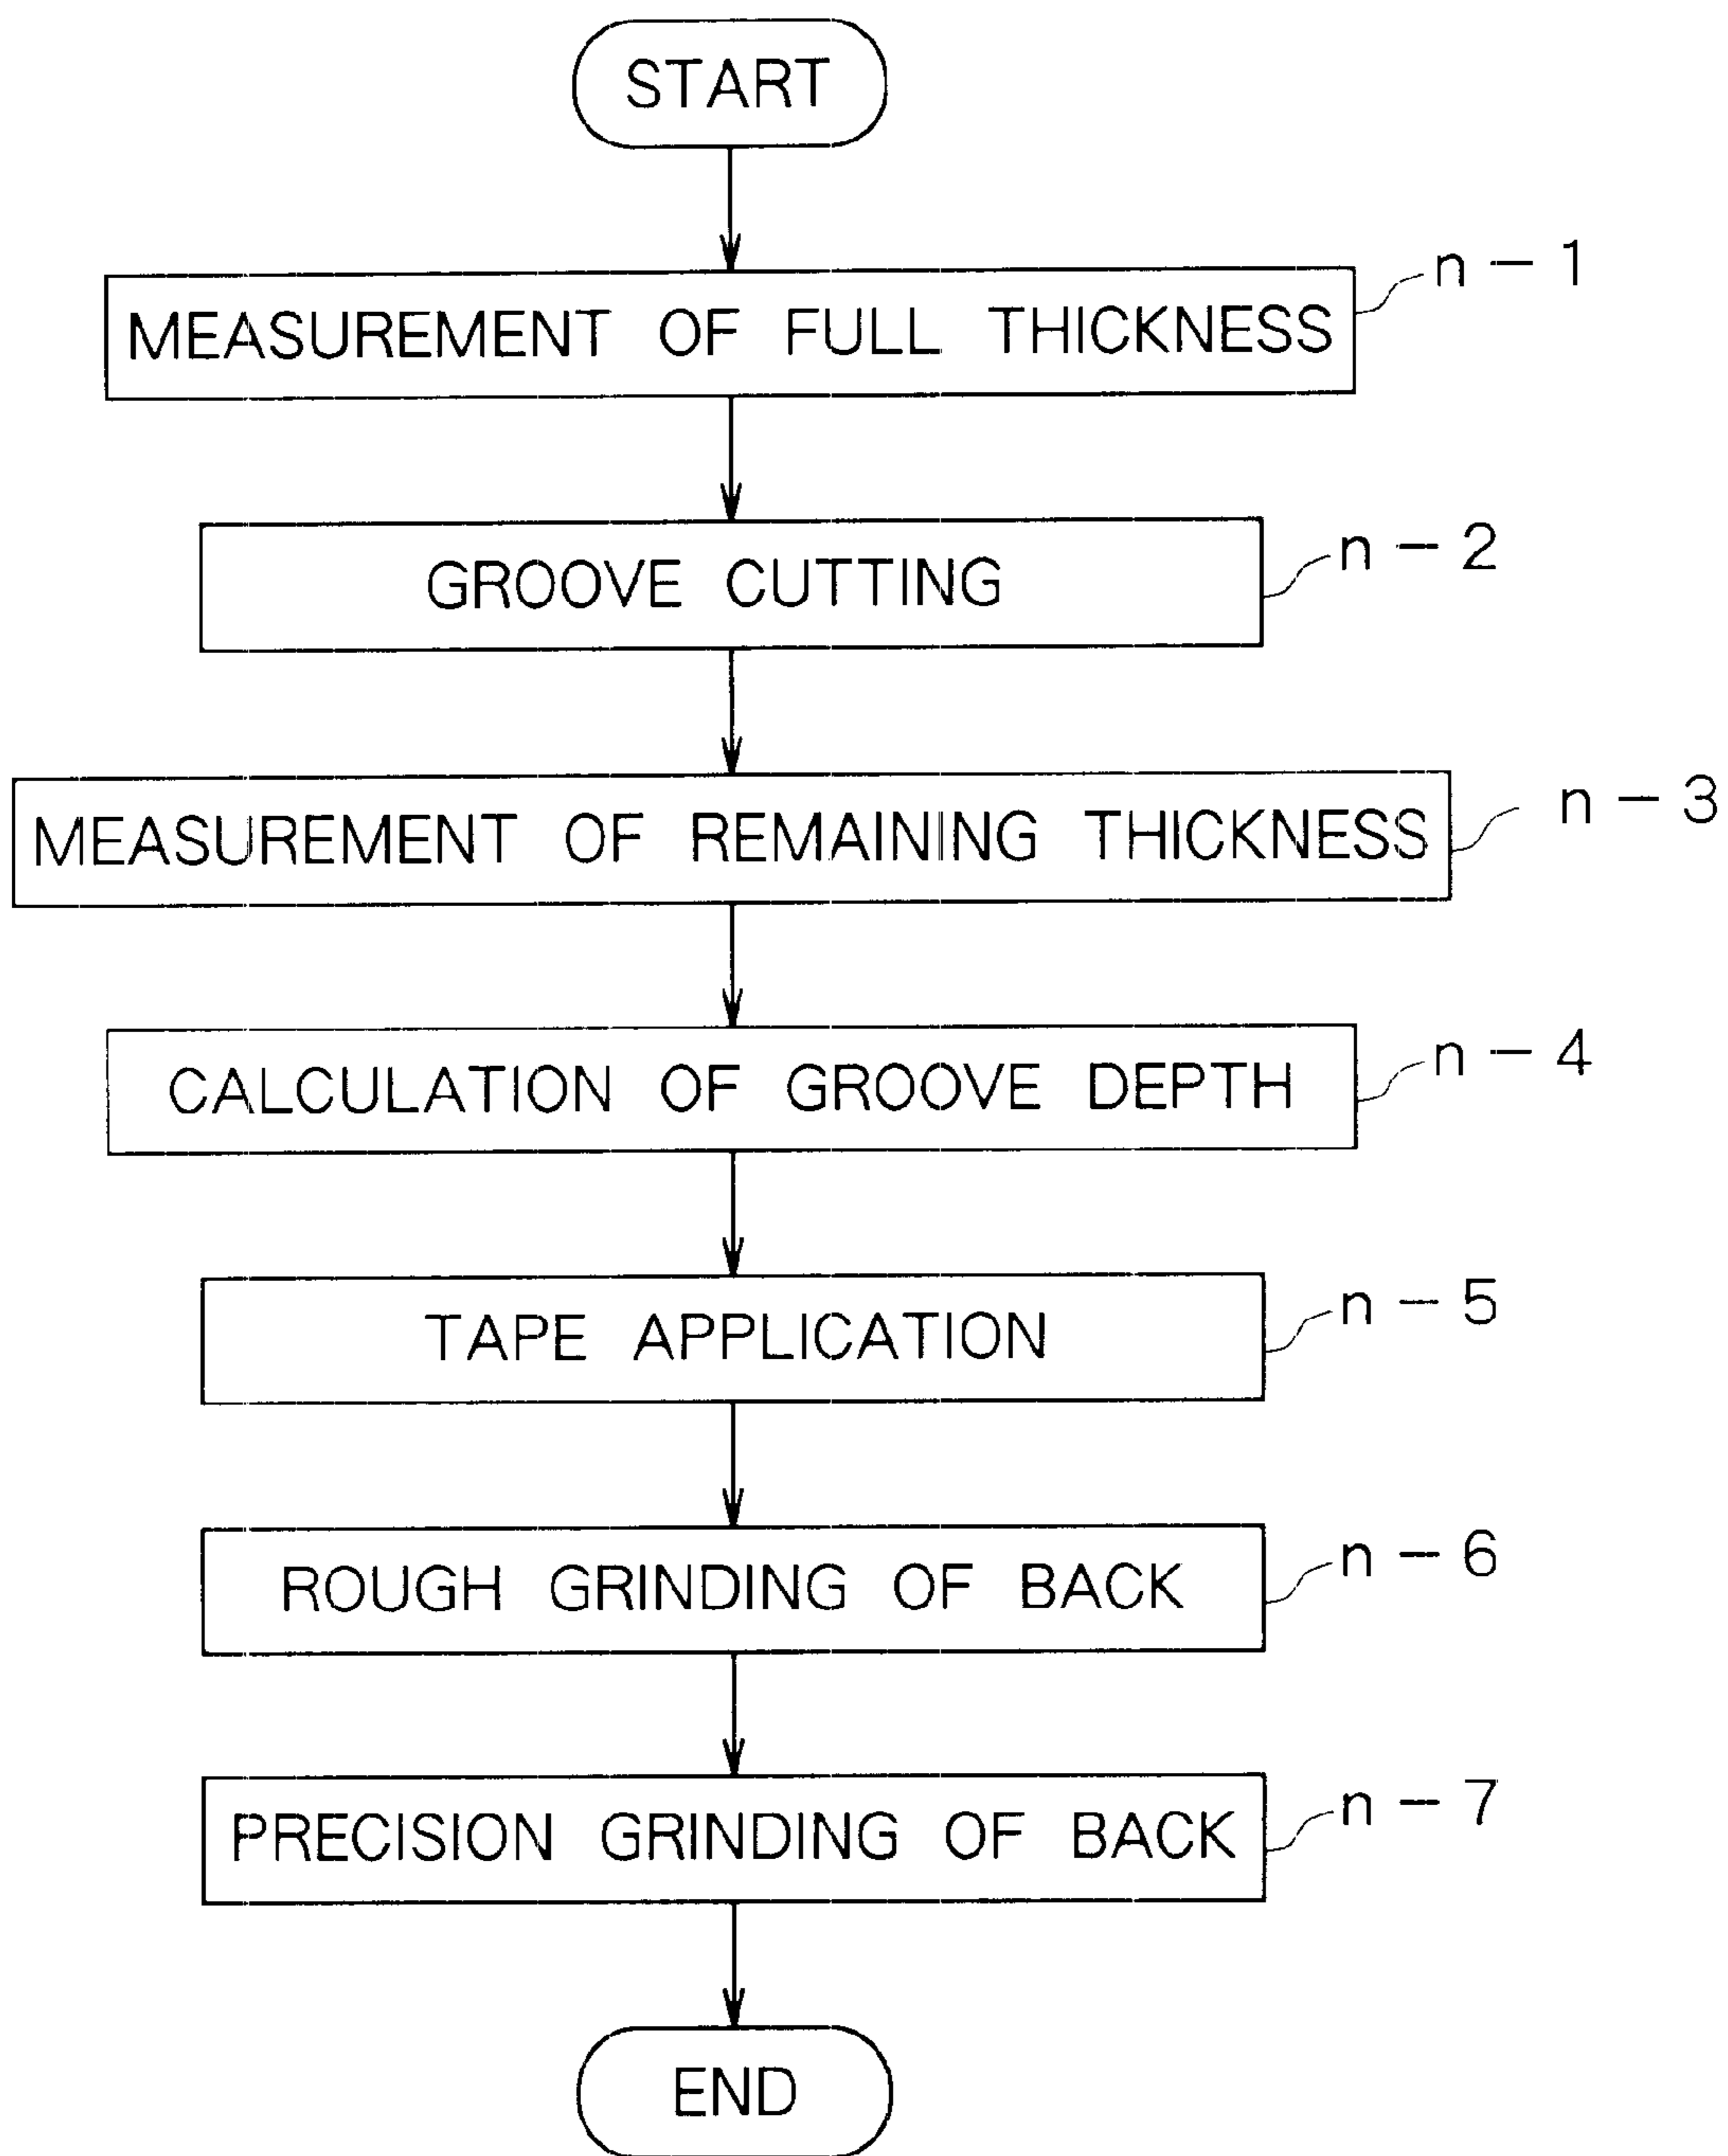 START
MEASUREMENT OF FULL THICKNESS
n-1
GROOVE CUTTING
n-2
MEASUREMENT OF REMAINING THICKNESS
n-3
CALCULATION OF GROOVE DEPTH
n-4
TAPE APPLICATION
n-5
ROUGH GRINDING OF BACK
n-6
PRECISION GRINDING OF BACK
n-7
END